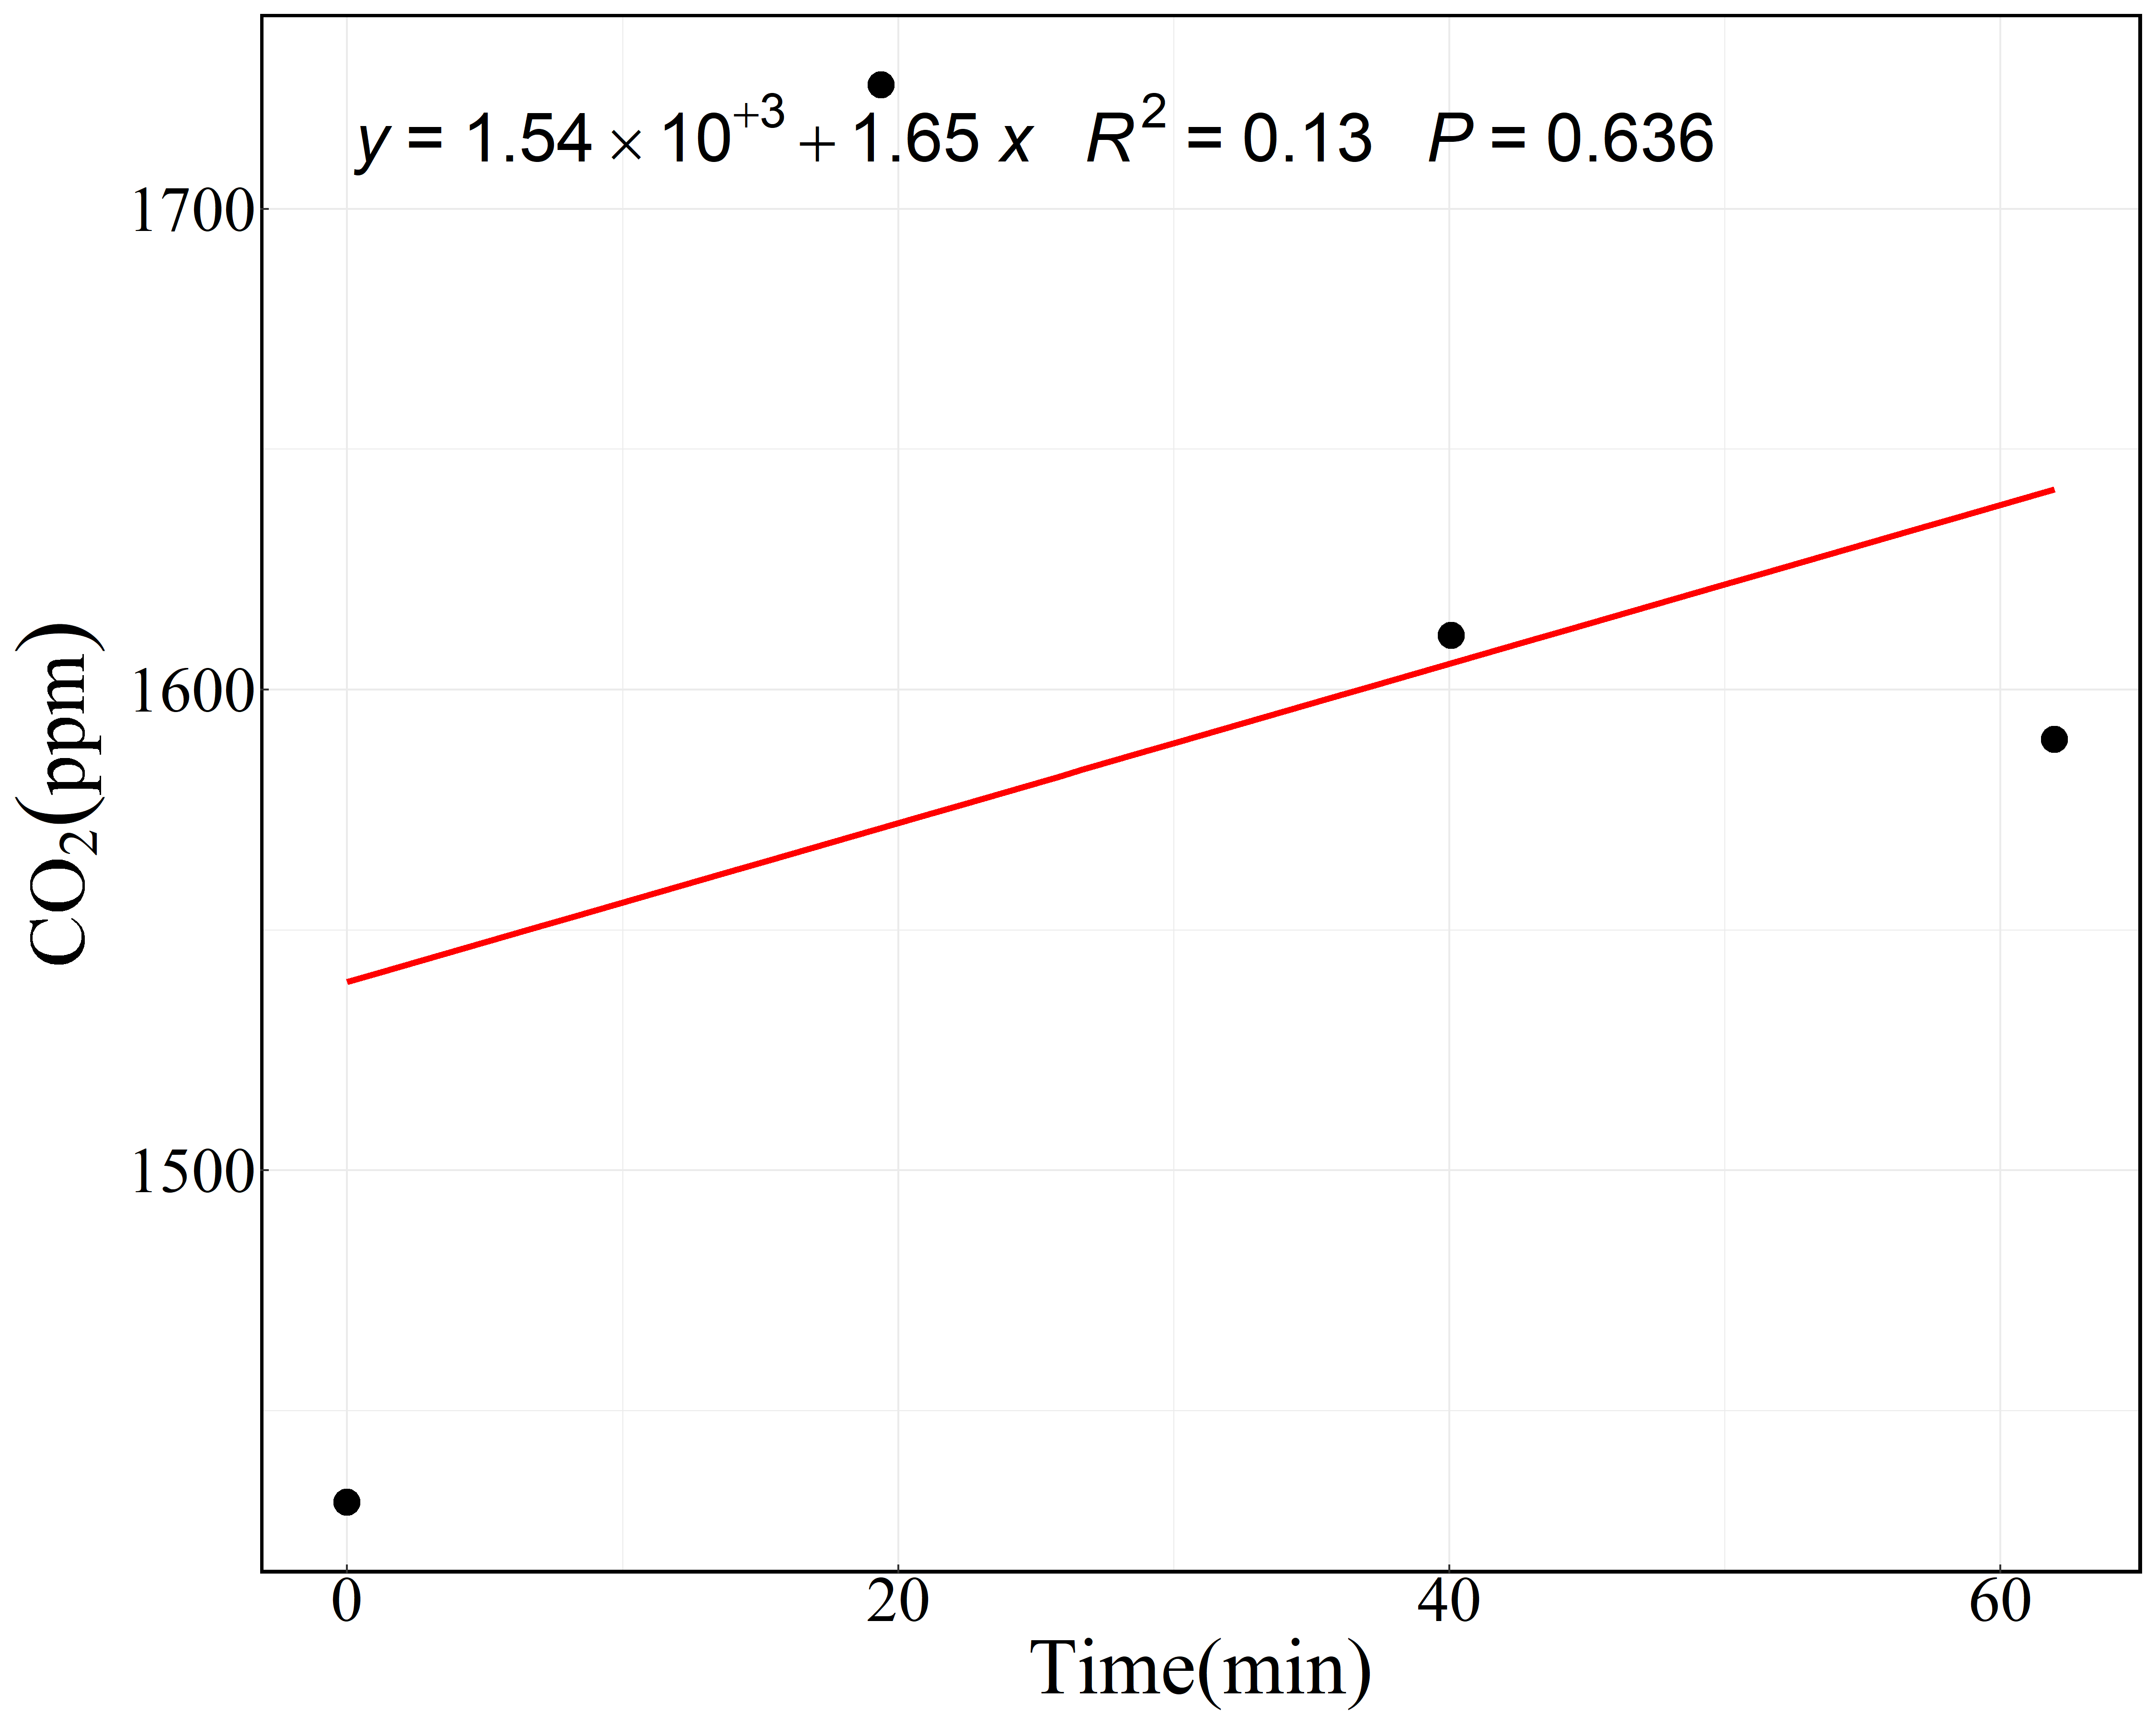 y = 1.54 × 10⁺³ + 1.65 x R² = 0.13 P = 0.636
1700
1600
1500
CO₂(ppm)
0 20 40 60
Time(min)